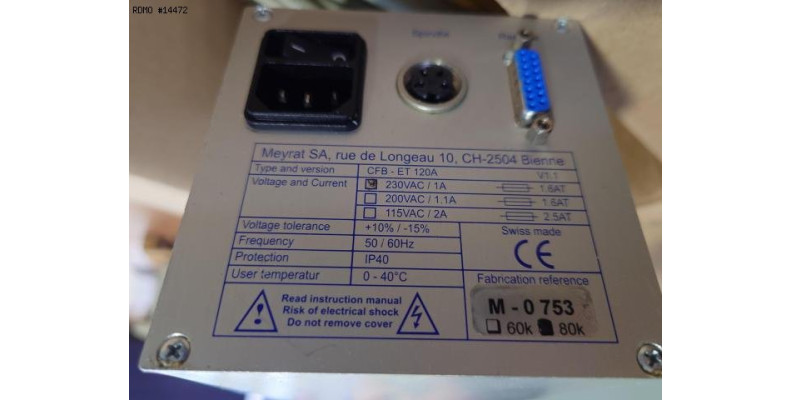 RDMO #14472
Spindle
Meyrat SA, rue de Longeau 10, CH-2504 Bienne
Type and version CFB - ET 120A V1.1
Voltage and Current 230VAC / 1A 1.6AT
200VAC / 1.1A 1.6AT
115VAC / 2A 2.5AT
Voltage tolerance +10% / -15% Swiss made
Frequency 50 / 60Hz CE
Protection IP40
User temperatur 0 - 40°C Fabrication reference
Read instruction manual
Risk of electrical shock
Do not remove cover
M - 0 753
60k 80k